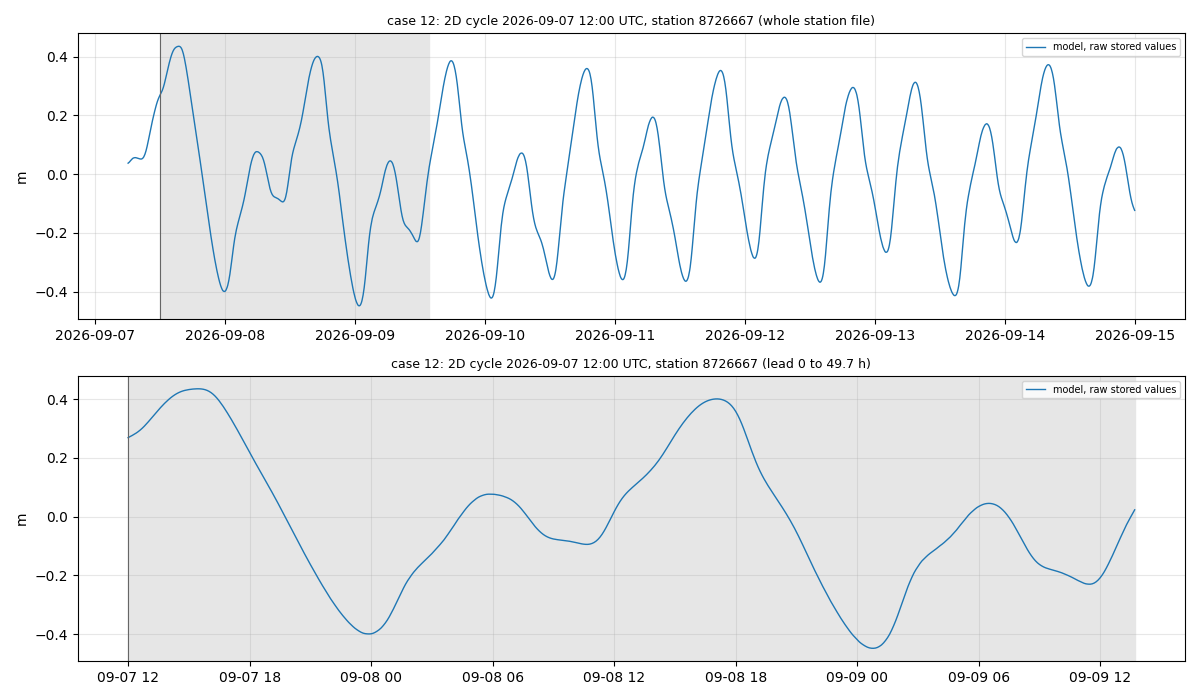 case 12: 2D cycle 2026-09-07 12:00 UTC, station 8726667 (whole station file)
model, raw stored values
0.4
0.2
0.0
−0.2
−0.4
m
2026-09-07 2026-09-08 2026-09-09 2026-09-10 2026-09-11 2026-09-12 2026-09-13 2026-09-14 2026-09-15
case 12: 2D cycle 2026-09-07 12:00 UTC, station 8726667 (lead 0 to 49.7 h)
model, raw stored values
0.4
0.2
0.0
−0.2
−0.4
m
09-07 12 09-07 18 09-08 00 09-08 06 09-08 12 09-08 18 09-09 00 09-09 06 09-09 12